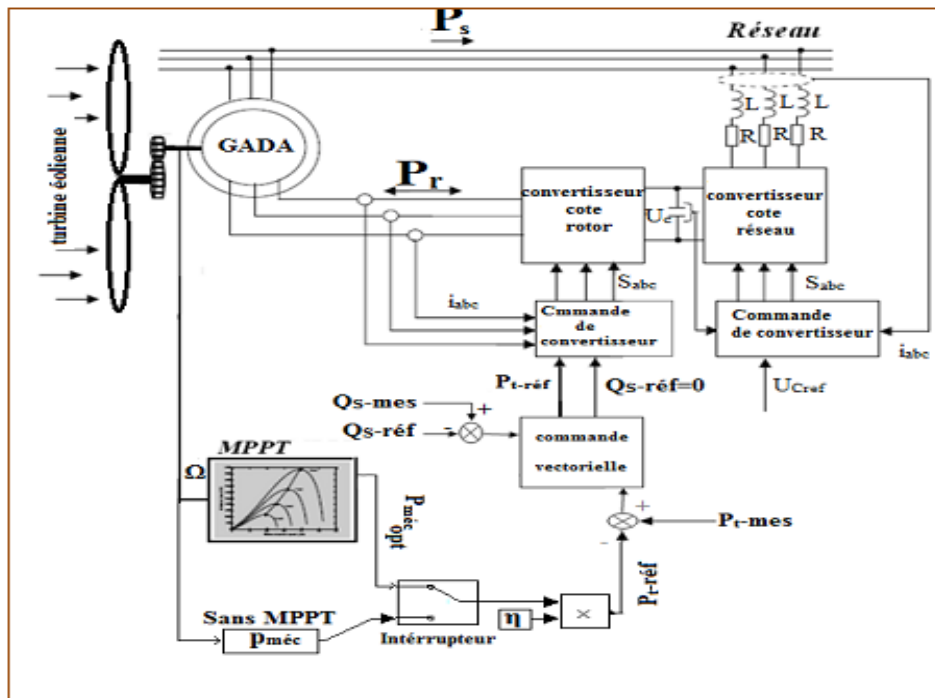 Ps
Réseau
L L L
R R R
turbine éolienne
GADA
Pr
convertisseur
cote
rotor
Uc
convertisseur
cote
réseau
Sabc
Sabc
iabc
Cmmande
de
convertisseur
Commande
de convertisseur
iabc
Pt-réf
Qs-réf=0
UCref
Qs-mes
+
Qs-réf
-
commande
vectorielle
MPPT
Ω
Pméc opt
+
Pt-mes
-
Pt-réf
Sans MPPT
Pméc
Intérrupteur
η
×